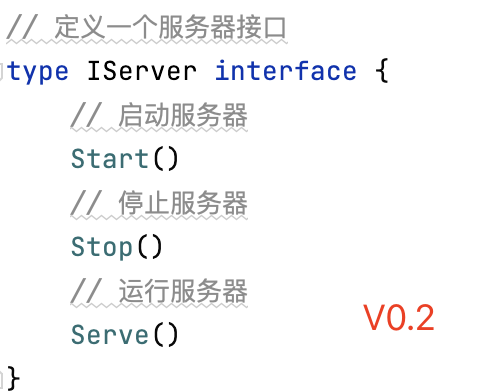 // 定义一个服务器接口
type IServer interface {
// 启动服务器
Start()
// 停止服务器
Stop()
// 运行服务器
Serve()
V0.2
}